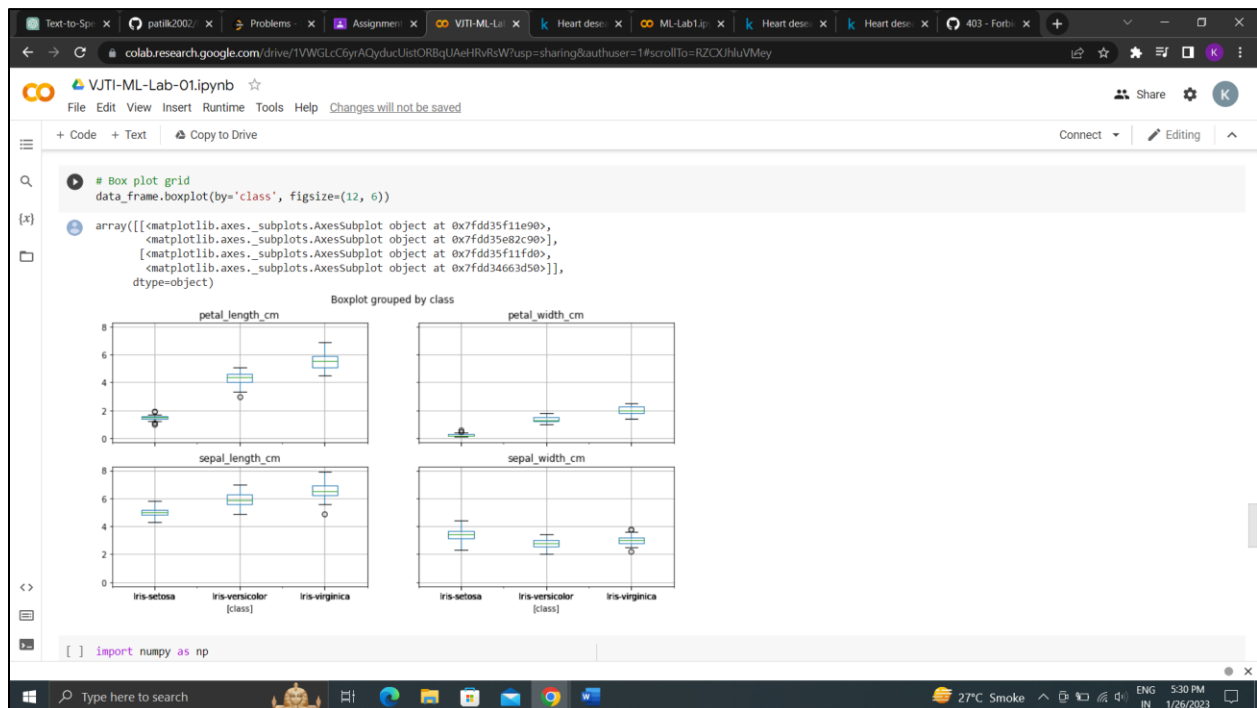 Text-to-Spe
patilk2002/
Problems -
Assignment
VJTI-ML-Lal
Heart desea
ML-Lab1.ip
Heart desea
Heart desea
403 - Forbi
colab.research.google.com/drive/1VWGLcC6yrAQyducUistORBqUAeHRvRsW?usp=sharing&authuser=1#scrollTo=RZCXJhluVMey
K
VJTI-ML-Lab-01.ipynb
File Edit View Insert Runtime Tools Help Changes will not be saved
Share
K
+ Code + Text Copy to Drive
Connect Editing
# Box plot grid
data_frame.boxplot(by='class', figsize=(12, 6))
{x}
array([[<matplotlib.axes._subplots.AxesSubplot object at 0x7fdd35f11e90>,
<matplotlib.axes._subplots.AxesSubplot object at 0x7fdd35e82c90>],
[<matplotlib.axes._subplots.AxesSubplot object at 0x7fdd35f11fd0>,
<matplotlib.axes._subplots.AxesSubplot object at 0x7fdd34663d50>]],
dtype=object)
Boxplot grouped by class
petal_length_cm
petal_width_cm
8
6
4
2
0
sepal_length_cm
sepal_width_cm
8
6
4
2
0
Iris-setosa Iris-versicolor Iris-virginica
[class]
Iris-setosa Iris-versicolor Iris-virginica
[class]
[ ] import numpy as np
Type here to search
27°C Smoke
ENG
IN
5:30 PM
1/26/2023